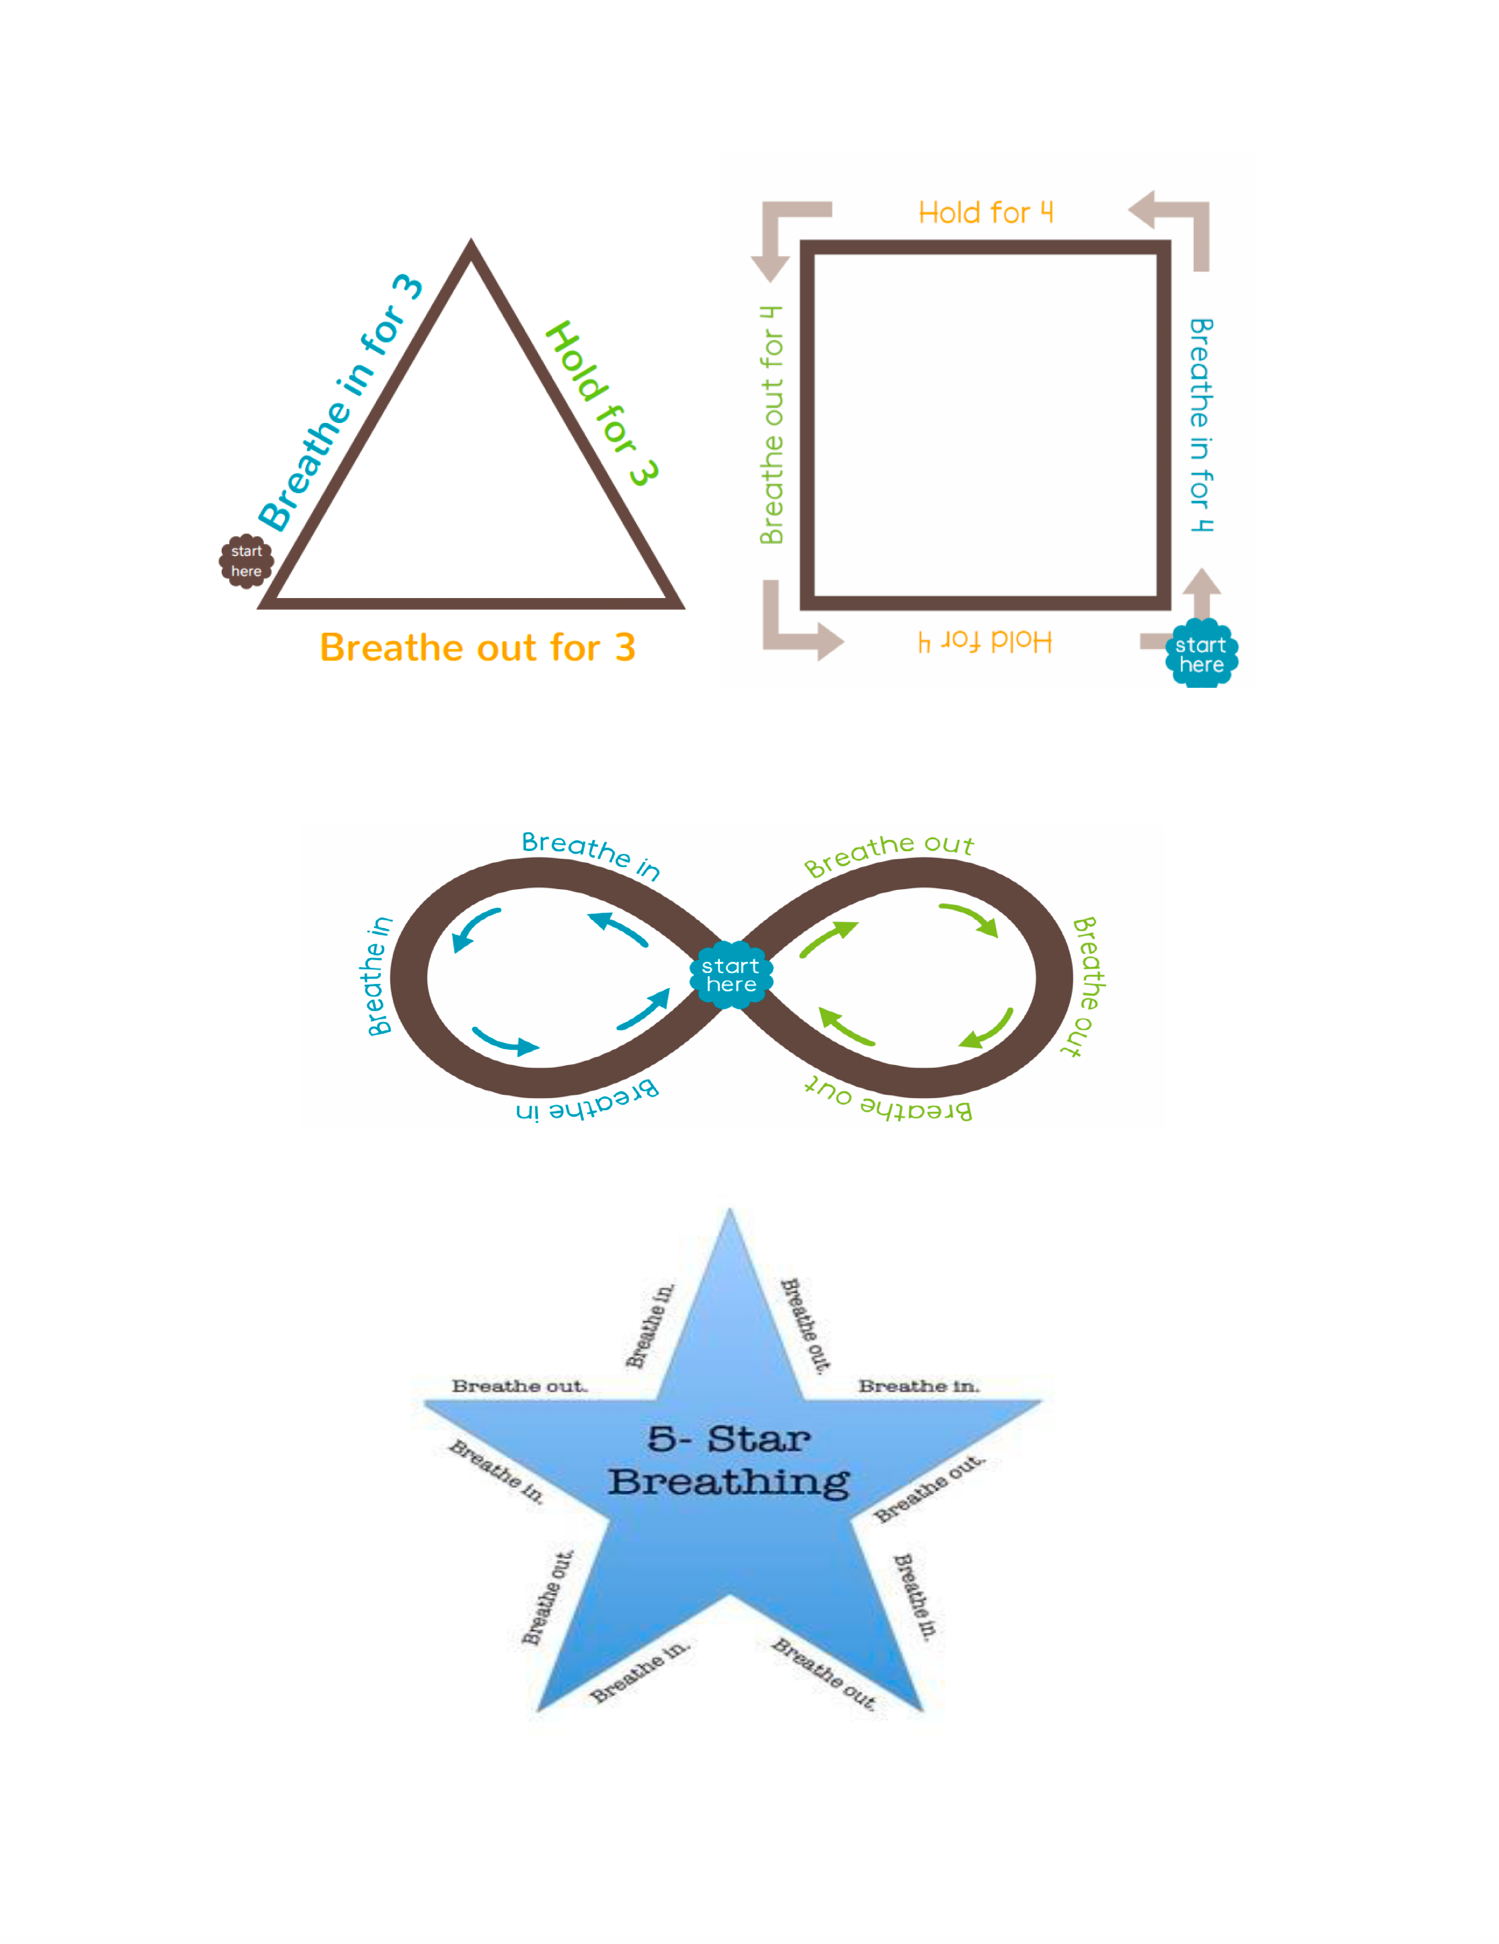 Breathe in for 3
Hold for 3
start
here
Breathe out for 3
Hold for 4
Breathe out for 4
Breathe in for 4
Hold for 4
start
here
Breathe in
Breathe out
Breathe in
start
here
Breathe out
Breathe in
Breathe out
Breathe in.
Breathe out.
Breathe out.
Breathe in.
5- Star
Breathing
Breathe in.
Breathe out.
Breathe out.
Breathe in.
Breathe in.
Breathe out.